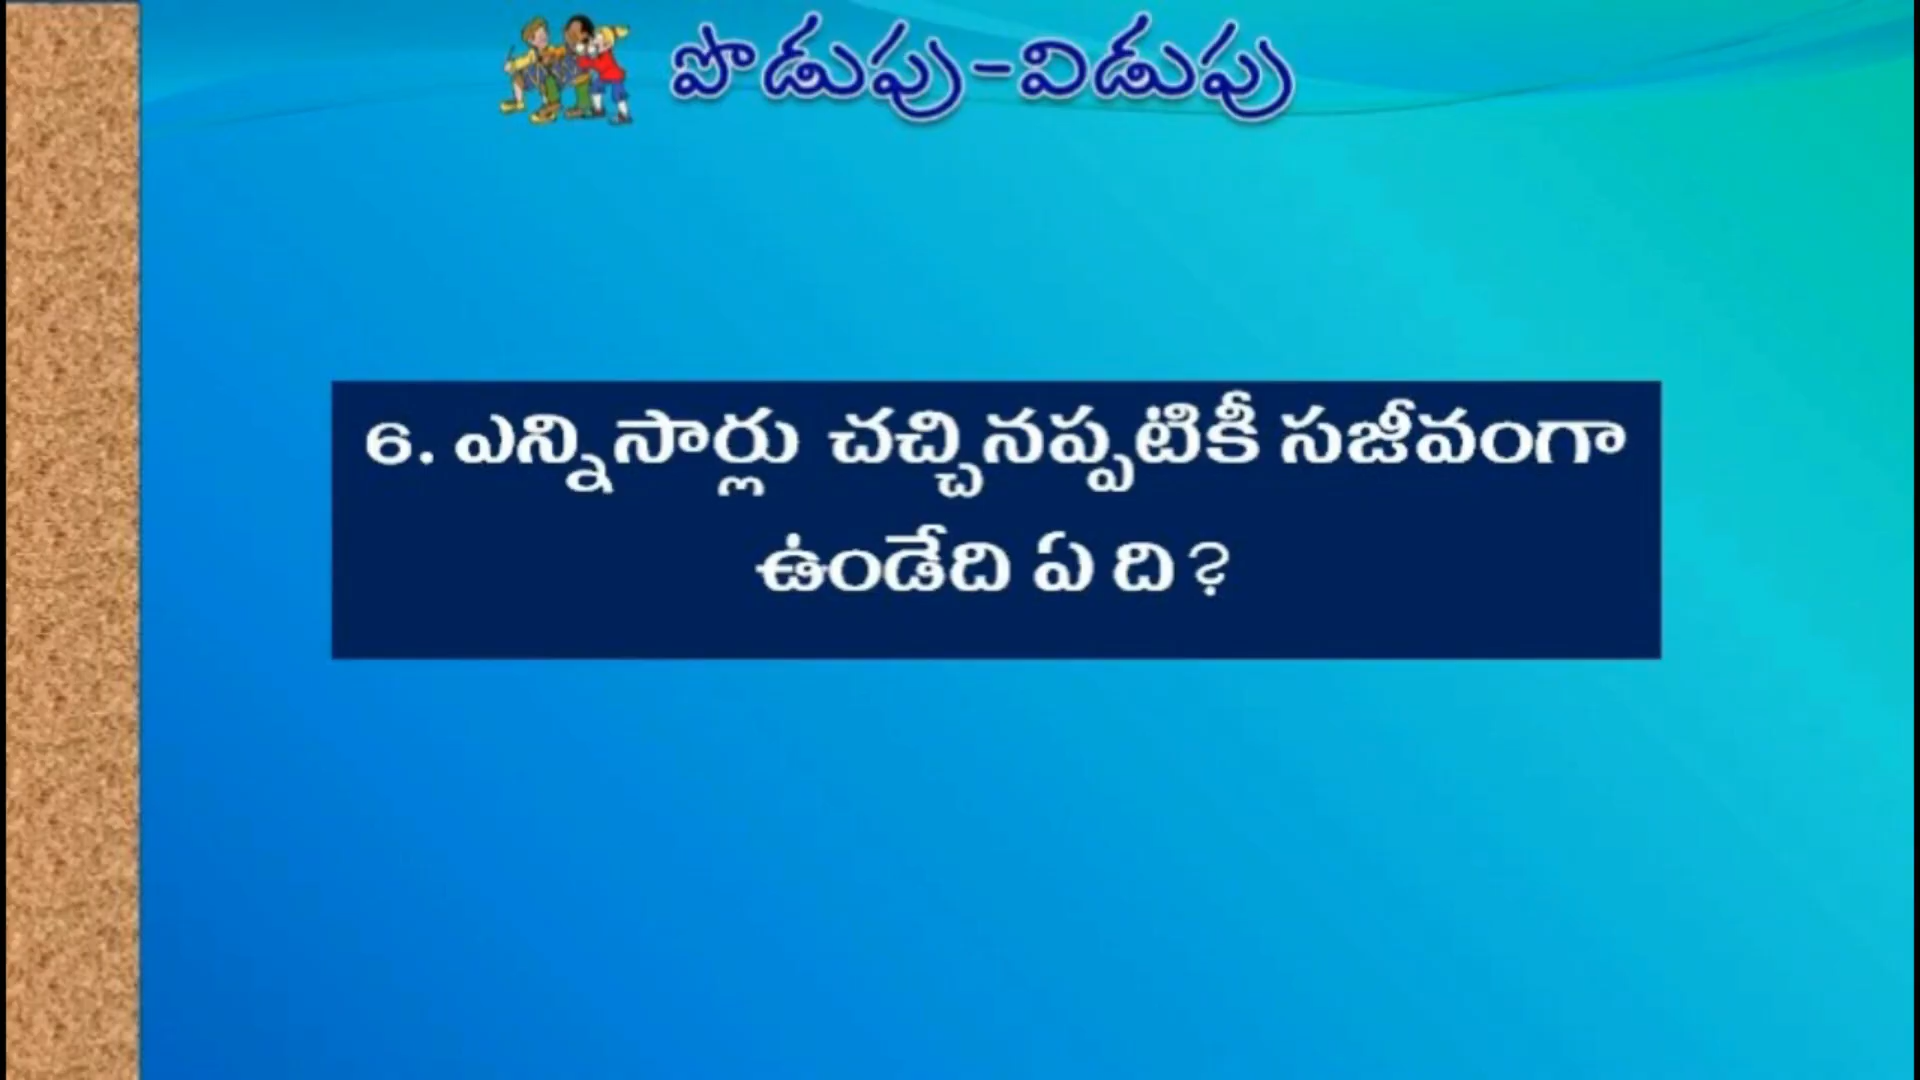 పొడుపు-విడుపు
6. ఎన్నిసార్లు చచ్చినప్పటికీ సజీవంగా
ఉండేది ఏ ది?